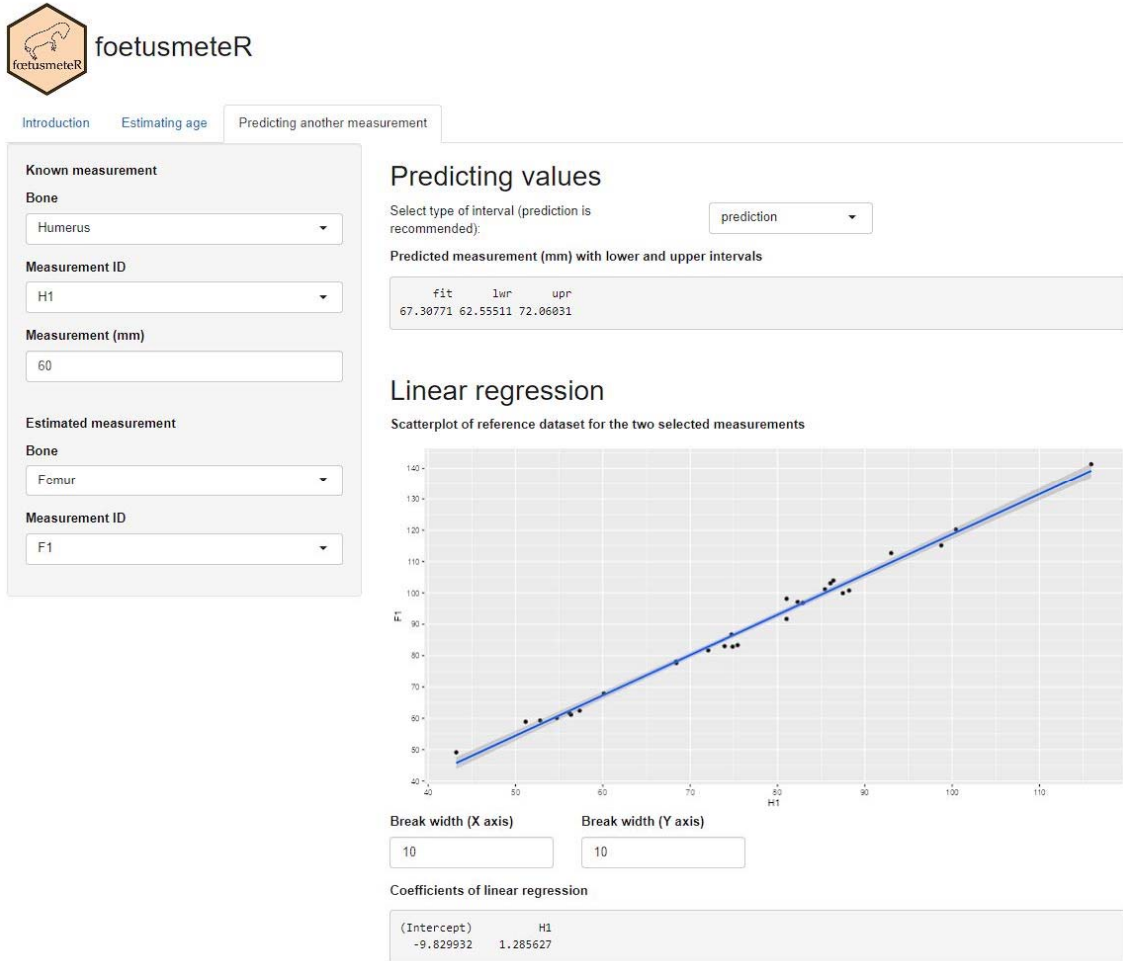 fœtusmeteR
foetusmeteR
Introduction Estimating age Predicting another measurement
Known measurement
Bone
Humerus
Measurement ID
H1
Measurement (mm)
60
Estimated measurement
Bone
Femur
Measurement ID
F1
Predicting values
Select type of interval (prediction is
recommended):
prediction
Predicted measurement (mm) with lower and upper intervals
fit lwr upr
67.30771 62.55511 72.06031
Linear regression
Scatterplot of reference dataset for the two selected measurements
140
130
120
110
100
90
80
70
60
50
40
F1
40 50 60 70 80 90 100 110
H1
Break width (X axis) Break width (Y axis)
10 10
Coefficients of linear regression
(Intercept) H1
-9.829932 1.285627